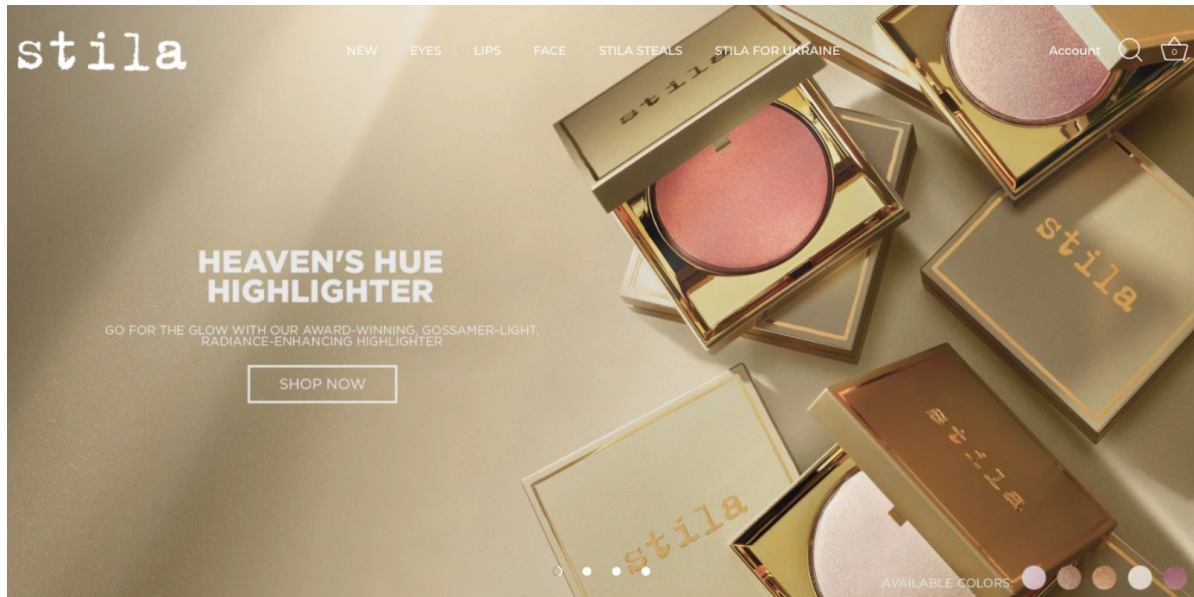 stila
NEW EYES LIPS FACE STILA STEALS STILA FOR UKRAINE
Account
0
stila
stila
HEAVEN'S HUE
HIGHLIGHTER
GO FOR THE GLOW WITH OUR AWARD-WINNING, GOSSAMER-LIGHT,
RADIANCE-ENHANCING HIGHLIGHTER
SHOP NOW
stila
stila
AVAILABLE COLORS: